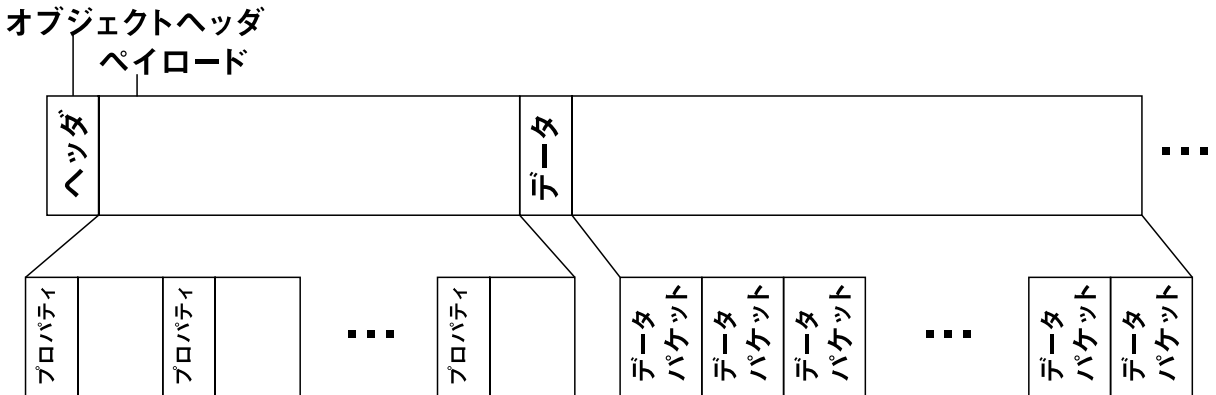 オブジェクトヘッダ
ペイロード
ヘッダ
データ
...
プロパティ
プロパティ
...
プロパティ
データ
パケット
データ
パケット
データ
パケット
...
データ
パケット
データ
パケット